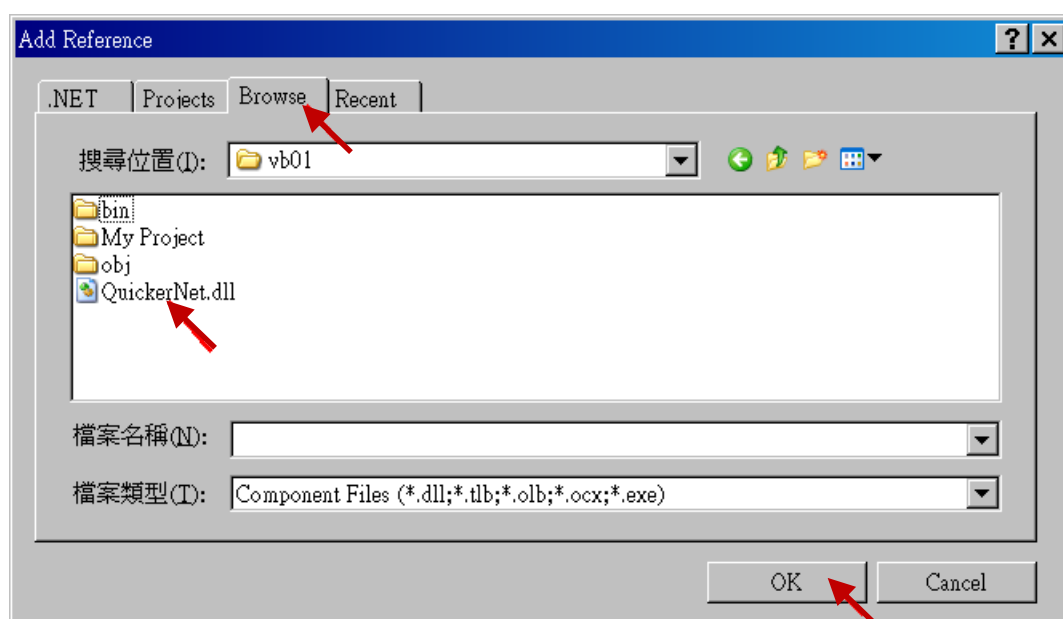 Add Reference
.NET Projects Browse Recent
搜尋位置(I): vb01
bin
My Project
obj
QuickerNet.dll
檔案名稱(N):
檔案類型(T): Component Files (*.dll;*.tlb;*.olb;*.ocx;*.exe)
OK Cancel